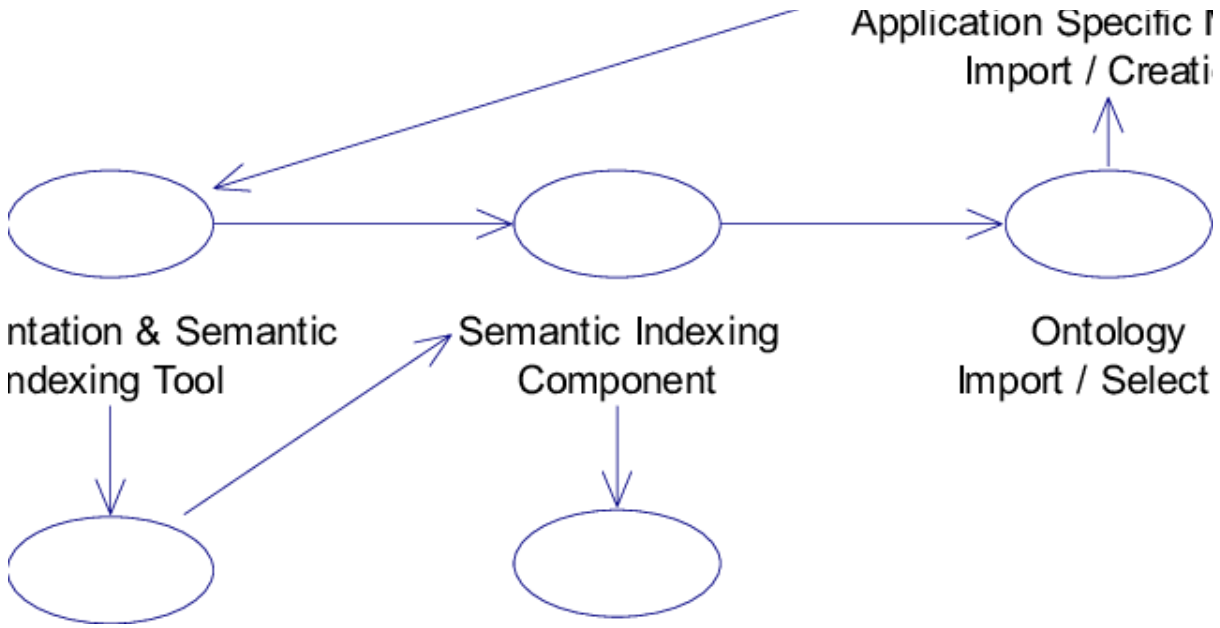 Application Specific
Import / Creati
ntation & Semantic
ndexing Tool
Semantic Indexing
Component
Ontology
Import / Select